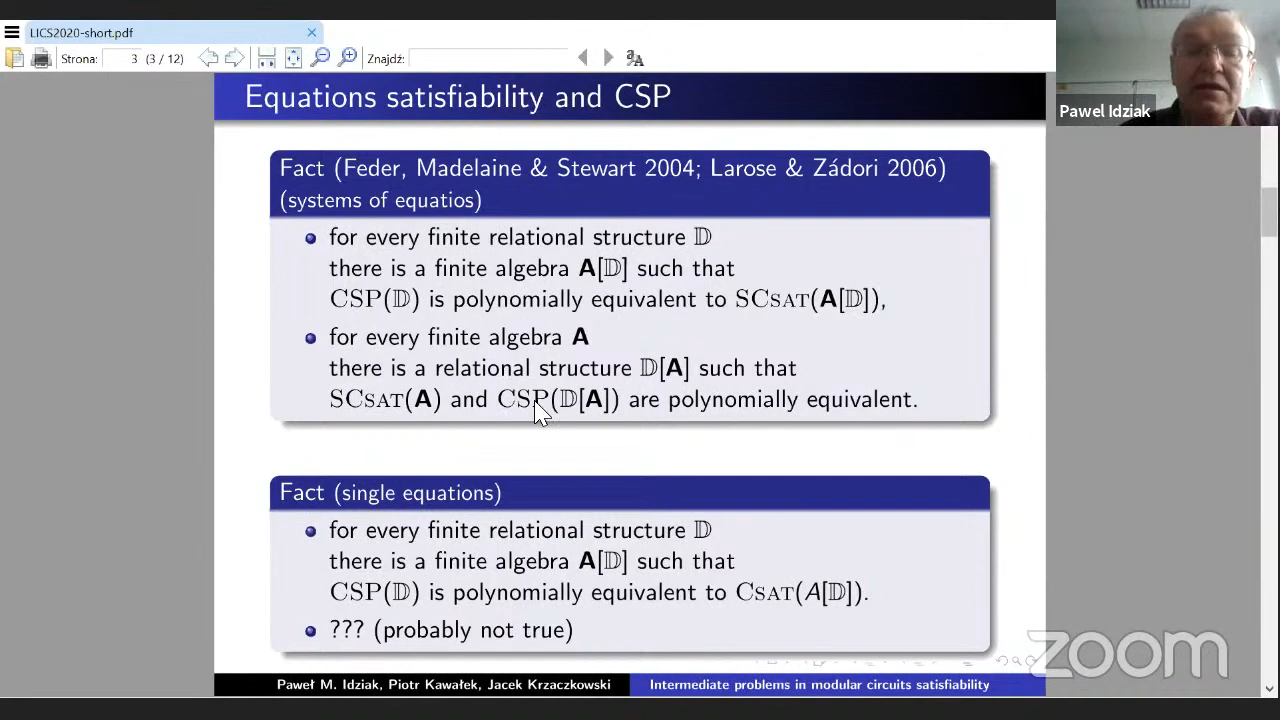 LICS2020-short.pdf
Strona: 3 (3 / 12) Znajdź:
Pawel Idziak
Equations satisfiability and CSP
Fact (Feder, Madelaine & Stewart 2004; Larose & Zádori 2006)
(systems of equatios)
for every finite relational structure 𝔻
there is a finite algebra A[𝔻] such that
CSP(𝔻) is polynomially equivalent to SCSAT(A[𝔻]),
for every finite algebra A
there is a relational structure 𝔻[A] such that
SCSAT(A) and CSP(𝔻[A]) are polynomially equivalent.
Fact (single equations)
for every finite relational structure 𝔻
there is a finite algebra A[𝔻] such that
CSP(𝔻) is polynomially equivalent to CSAT(A[𝔻]).
??? (probably not true)
zoom
Paweł M. Idziak, Piotr Kawałek, Jacek Krzaczkowski Intermediate problems in modular circuits satisfiability